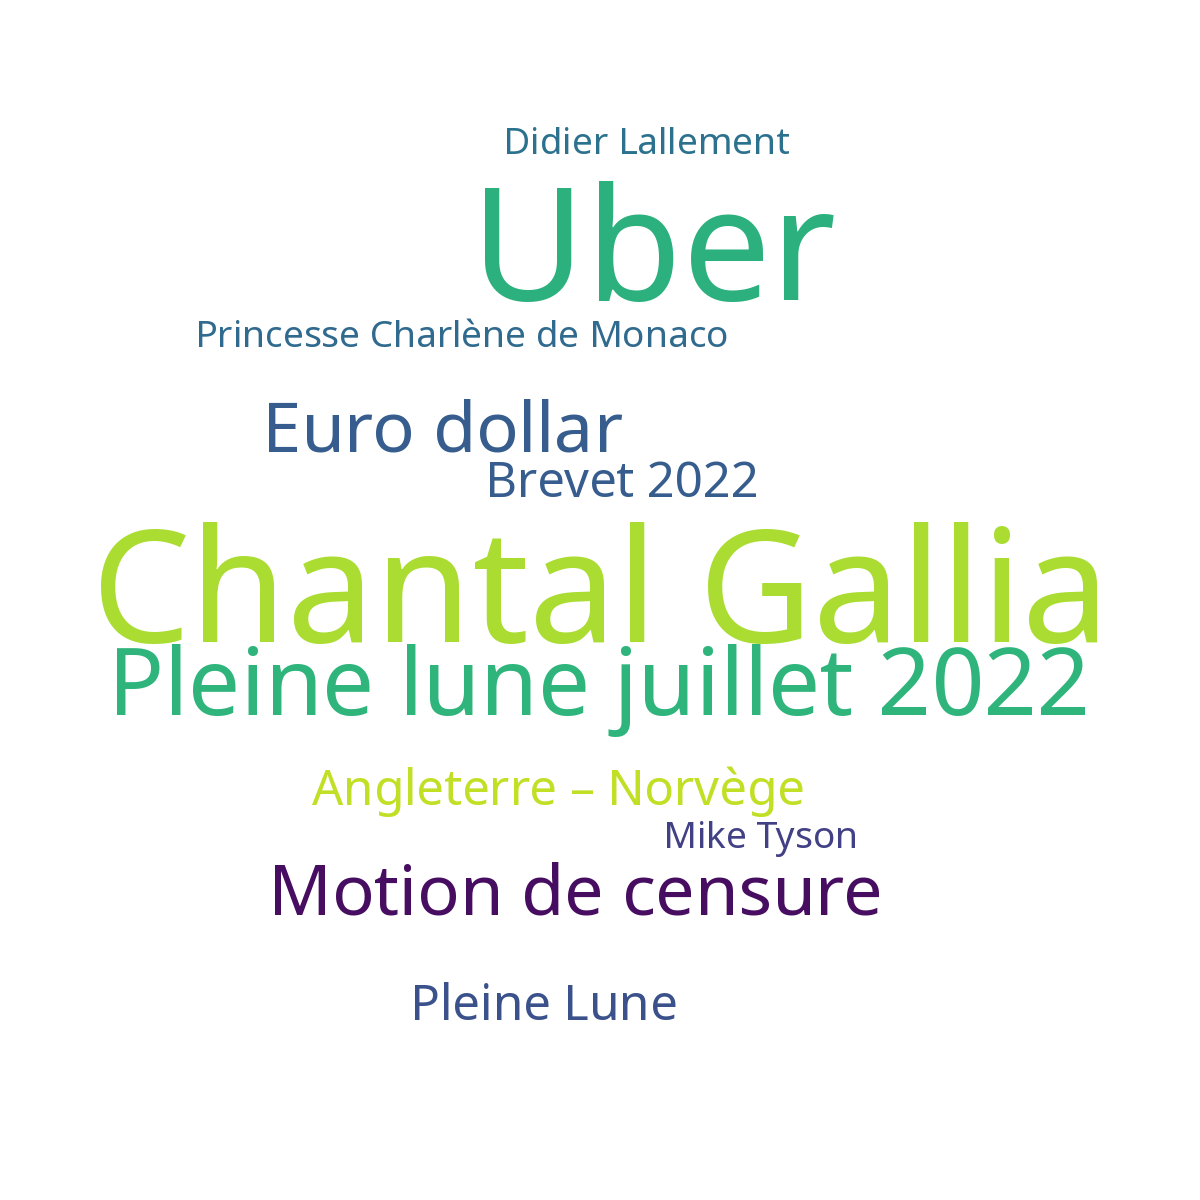 Didier Lallement
Uber
Princesse Charlène de Monaco
Euro dollar
Brevet 2022
Chantal Gallia
Pleine lune juillet 2022
Angleterre – Norvège
Mike Tyson
Motion de censure
Pleine Lune